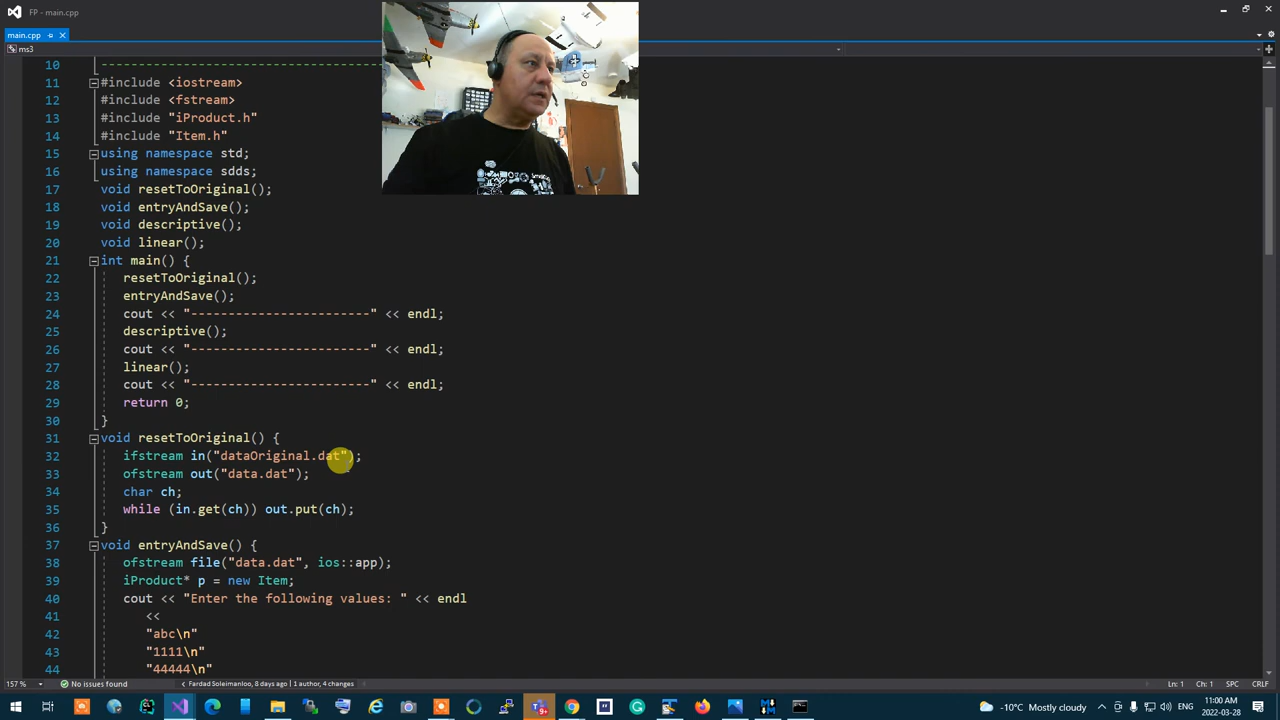 FP - main.cpp
main.cpp
ms3
10 ------------------------------------
11 #include <iostream>
12 #include <fstream>
13 #include "iProduct.h"
14 #include "Item.h"
15 using namespace std;
16 using namespace sdds;
17 void resetToOriginal();
18 void entryAndSave();
19 void descriptive();
20 void linear();
21 int main() {
22 resetToOriginal();
23 entryAndSave();
24 cout << "------------------------" << endl;
25 descriptive();
26 cout << "------------------------" << endl;
27 linear();
28 cout << "------------------------" << endl;
29 return 0;
30 }
31 void resetToOriginal() {
32 ifstream in("dataOriginal.dat");
33 ofstream out("data.dat");
34 char ch;
35 while (in.get(ch)) out.put(ch);
36 }
37 void entryAndSave() {
38 ofstream file("data.dat", ios::app);
39 iProduct* p = new Item;
40 cout << "Enter the following values: " << endl
41 <<
42 "abc\n"
43 "1111\n"
44 "44444\n"
157 % No issues found Fardad Soleimanloo, 8 days ago | 1 author, 4 changes Ln: 1 Ch: 1 SPC CRLF
9+ -10°C Mostly cloudy ENG 11:00 AM 2022-03-28